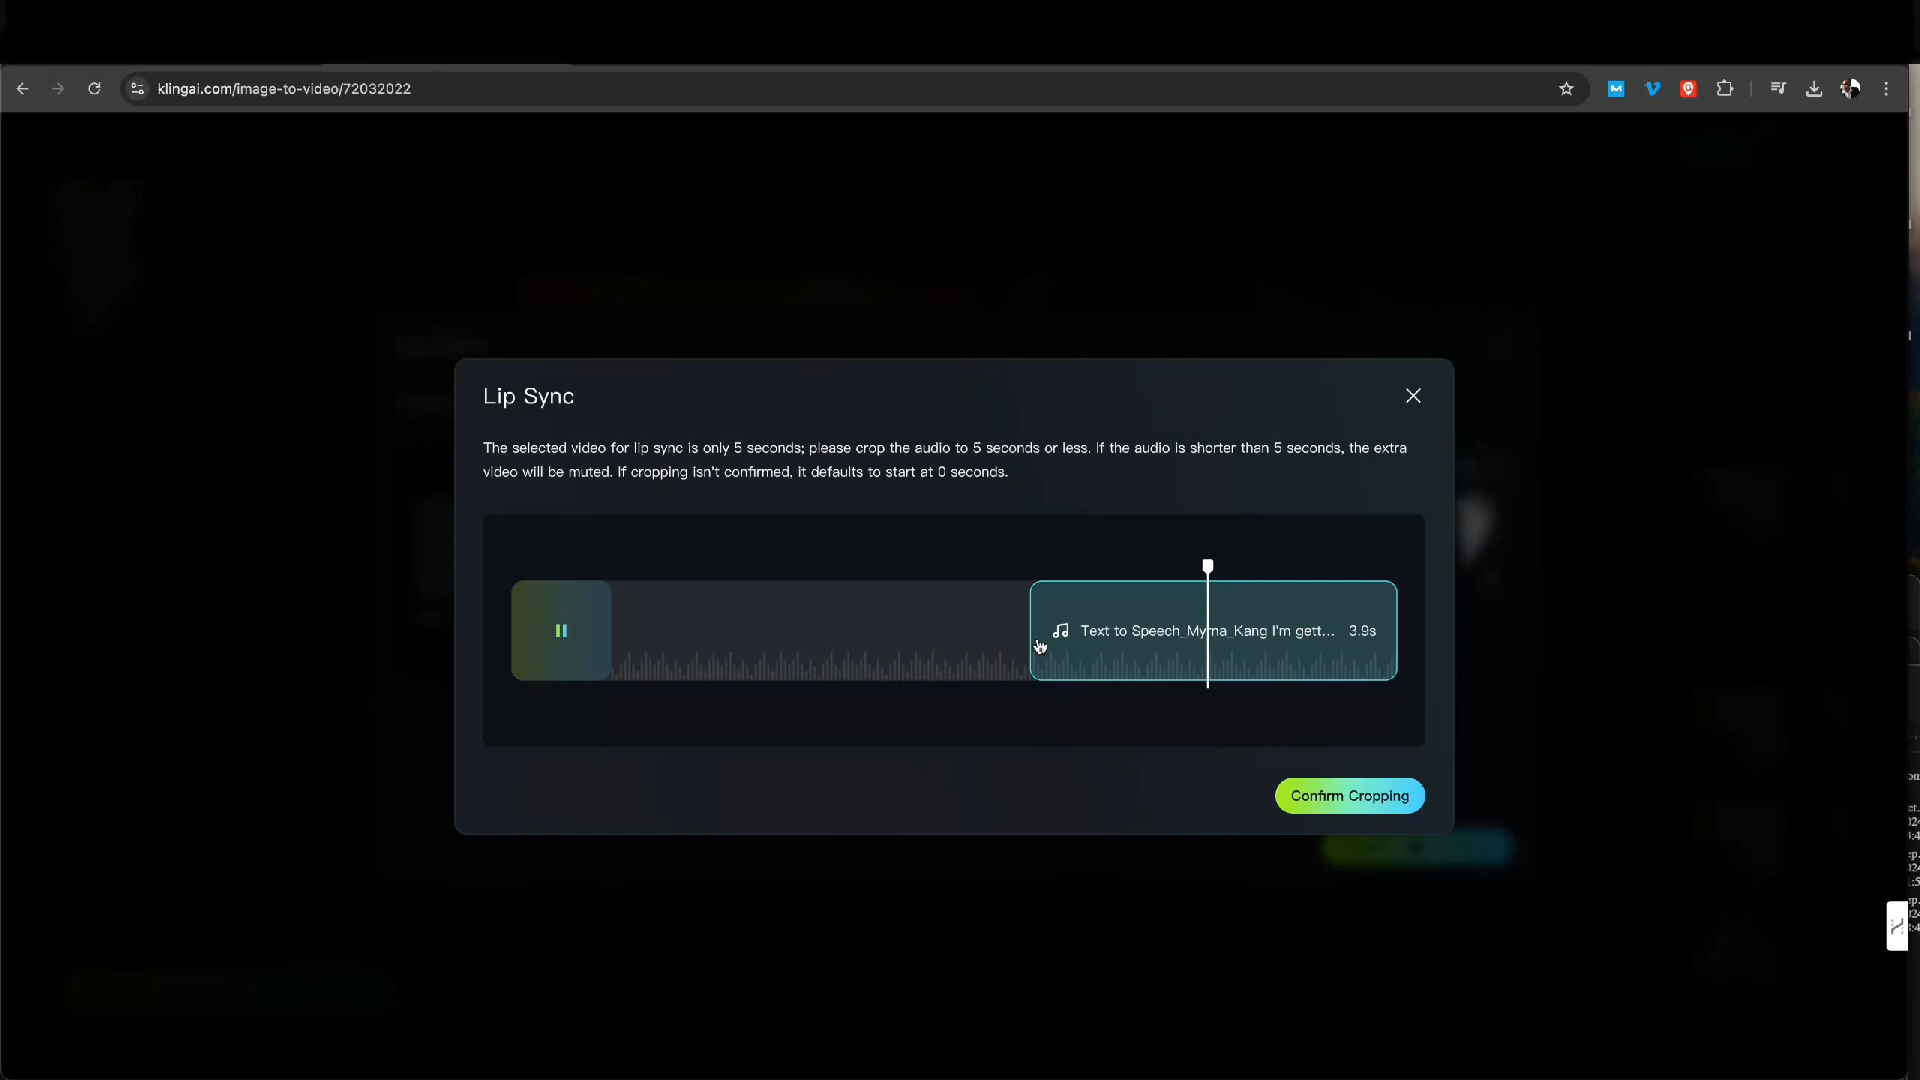 klingai.com/image-to-video/72032022
Lip Sync
The selected video for lip sync is only 5 seconds; please crop the audio to 5 seconds or less. If the audio is shorter than 5 seconds, the extra
video will be muted. If cropping isn't confirmed, it defaults to start at 0 seconds.
Text to Speech_Myrna_Kang I'm gett... 3.9s
Confirm Cropping